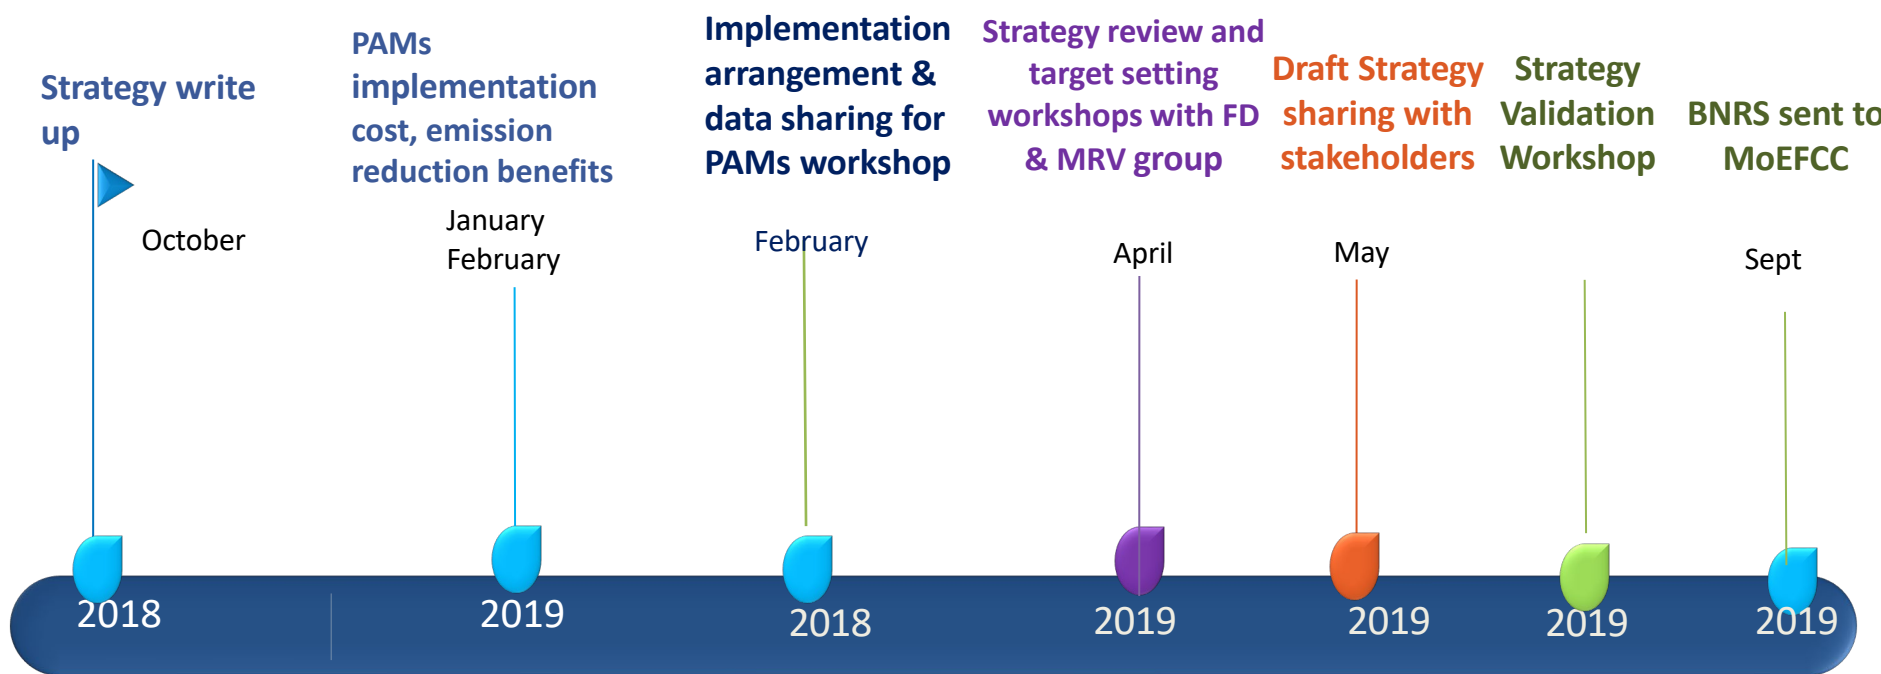 Strategy write
up
October
PAMs
implementation
cost, emission
reduction benefits
January
February
Implementation
arrangement &
data sharing for
PAMs workshop
February
Strategy review and
target setting
workshops with FD
& MRV group
April
Draft Strategy
sharing with
stakeholders
May
Strategy
Validation
Workshop
BNRS sent to
MoEFCC
Sept
2018
2019
2018
2019
2019
2019
2019